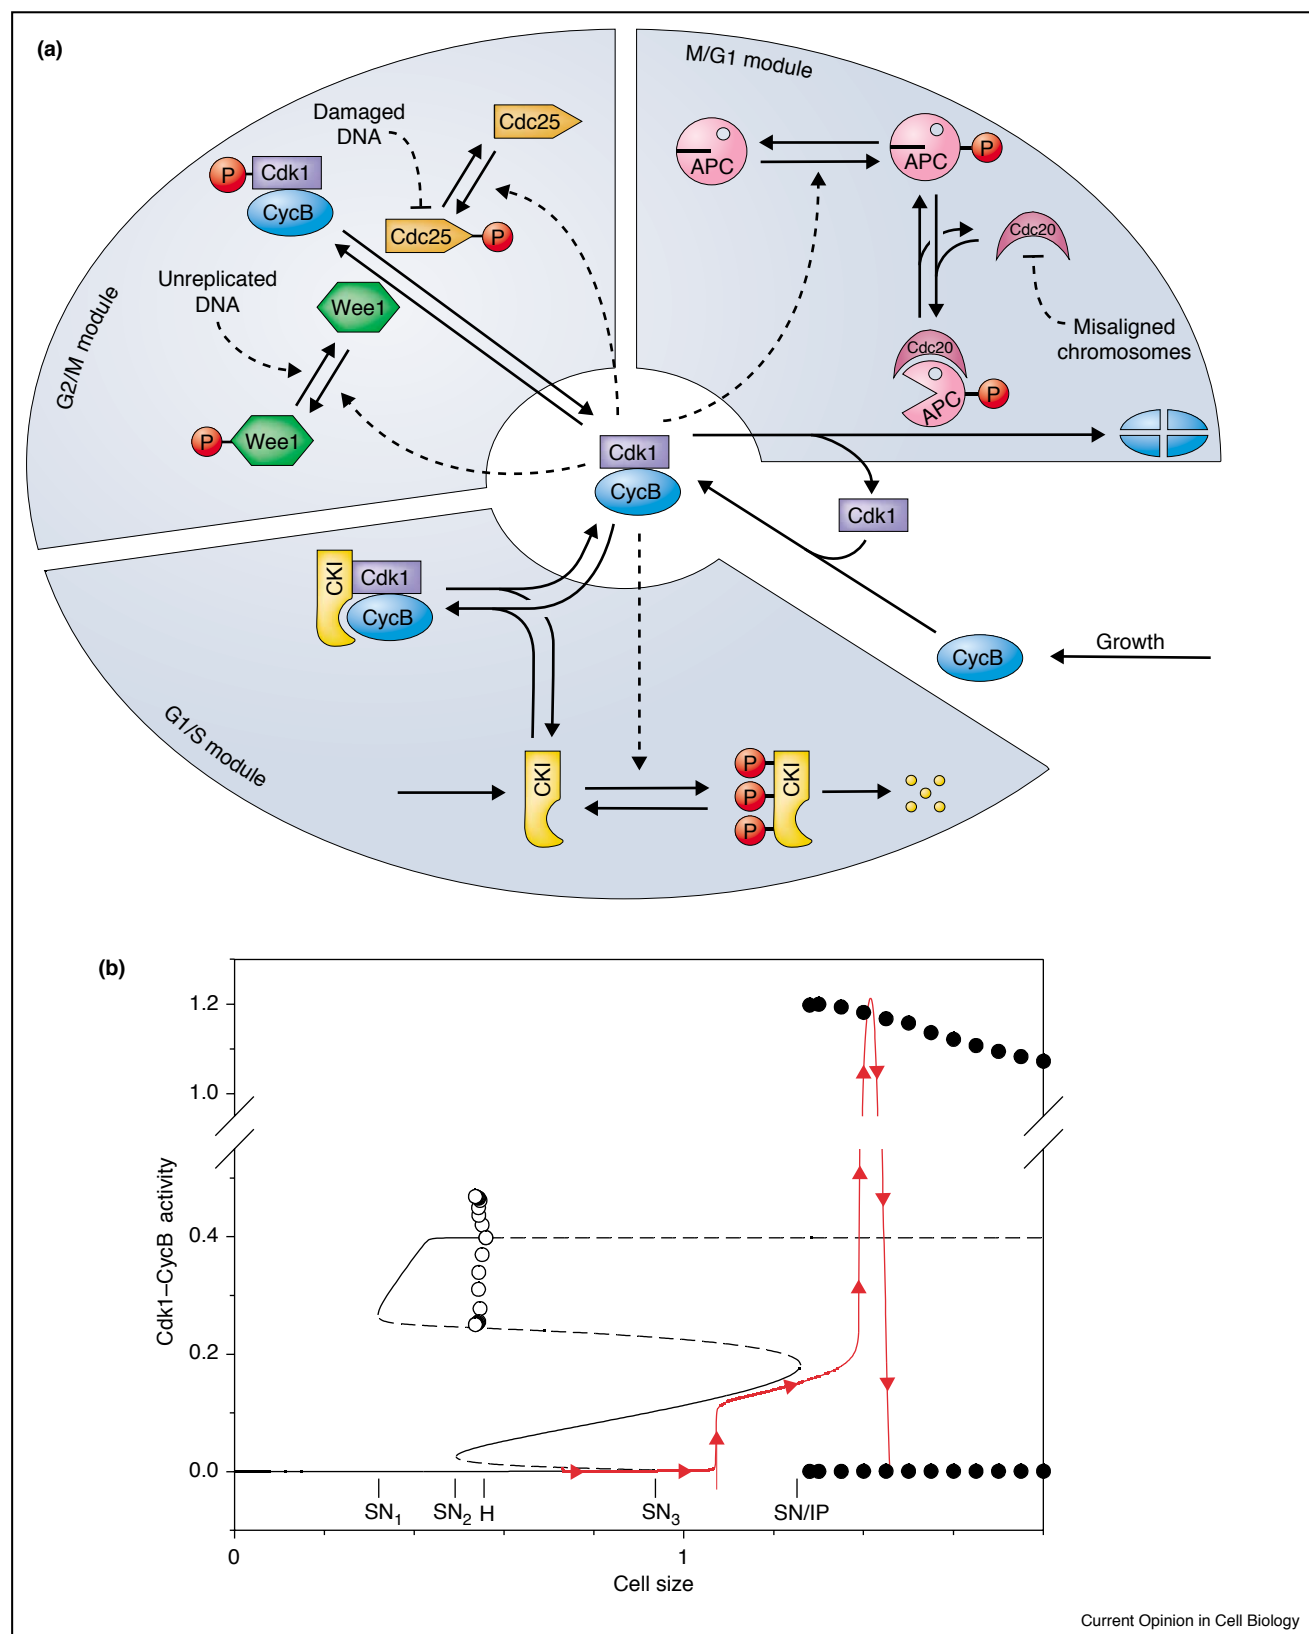 (a)
M/G1 module
Damaged
DNA
Cdc25
P
Cdk1
CycB
Cdc25
P
APC
APC
P
Cdc20
Unreplicated
DNA
Wee1
G2/M module
Misaligned
chromosomes
Cdc20
APC
P
P
Wee1
Cdk1
CycB
Cdk1
CKI
Cdk1
CycB
CycB
Growth
G1/S module
CKI
P
P
P
CKI
(b)
1.2
1.0
0.4
0.2
0.0
Cdk1–CycB activity
SN1
SN2
H
SN3
SN/IP
0
1
Cell size
Current Opinion in Cell Biology